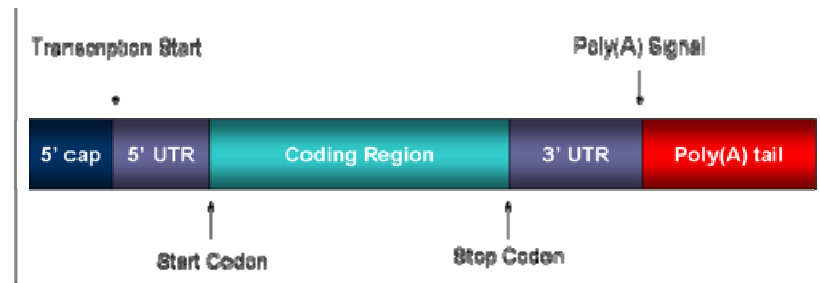 Transcription Start
Poly(A) Signal
5' cap 5' UTR Coding Region 3' UTR Poly(A) tail
Start Codon
Stop Codon